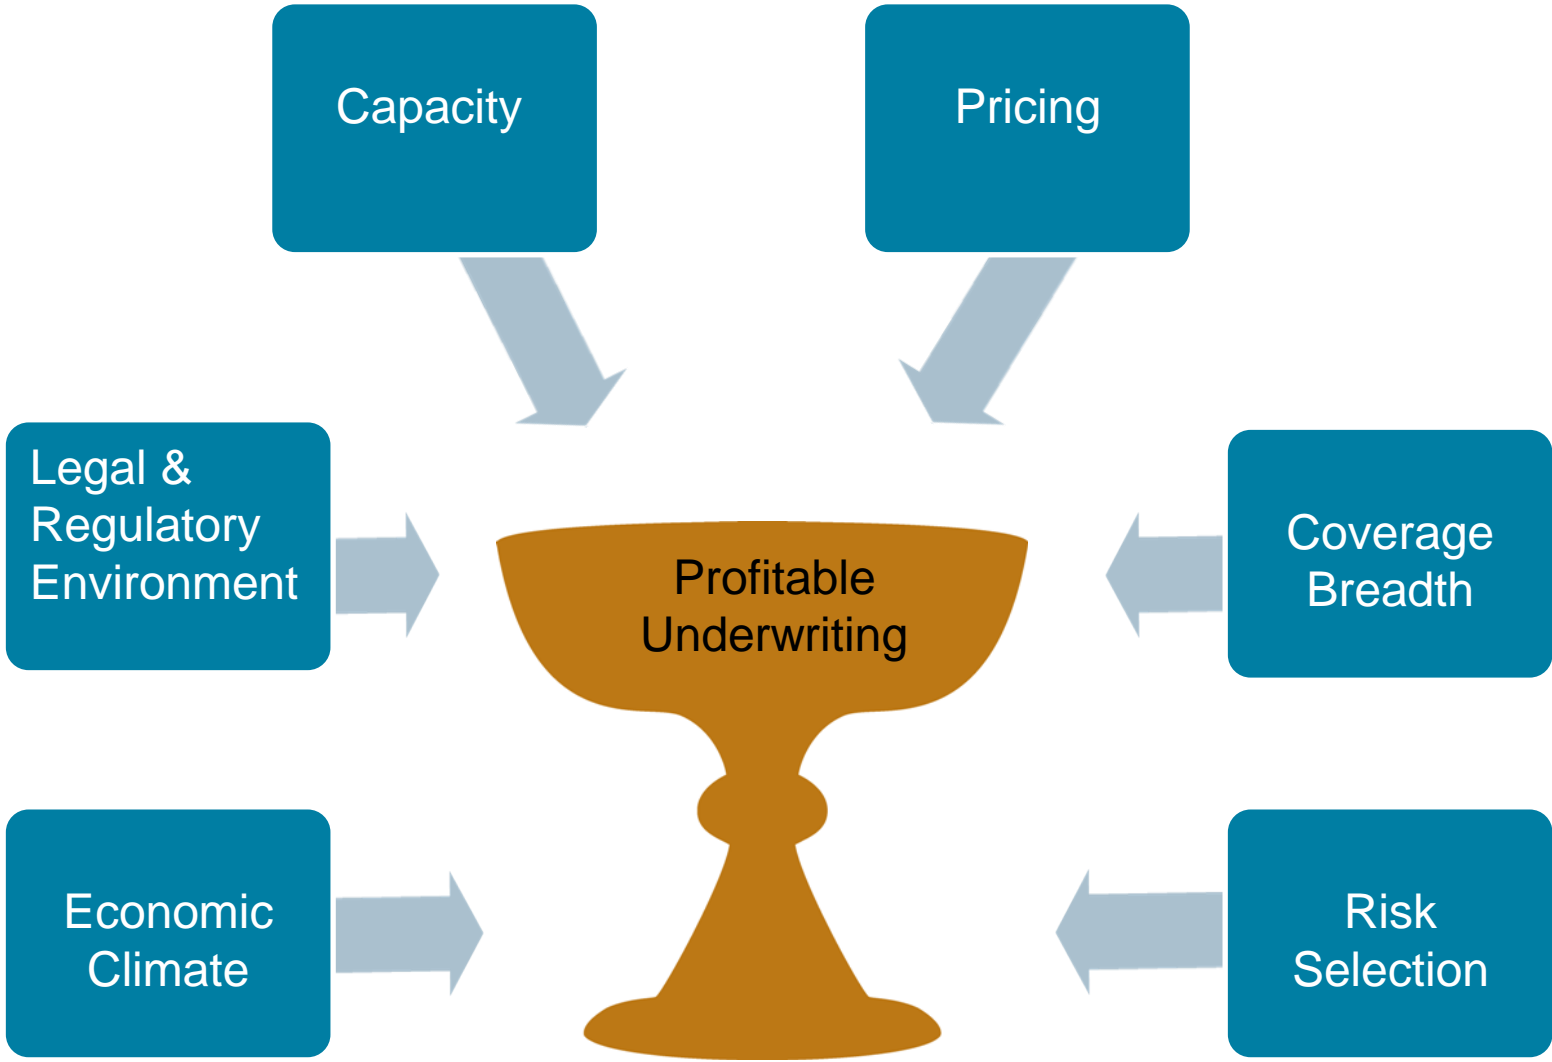 Capacity
Pricing
Legal &
Regulatory
Environment
Profitable
Underwriting
Coverage
Breadth
Economic
Climate
Risk
Selection